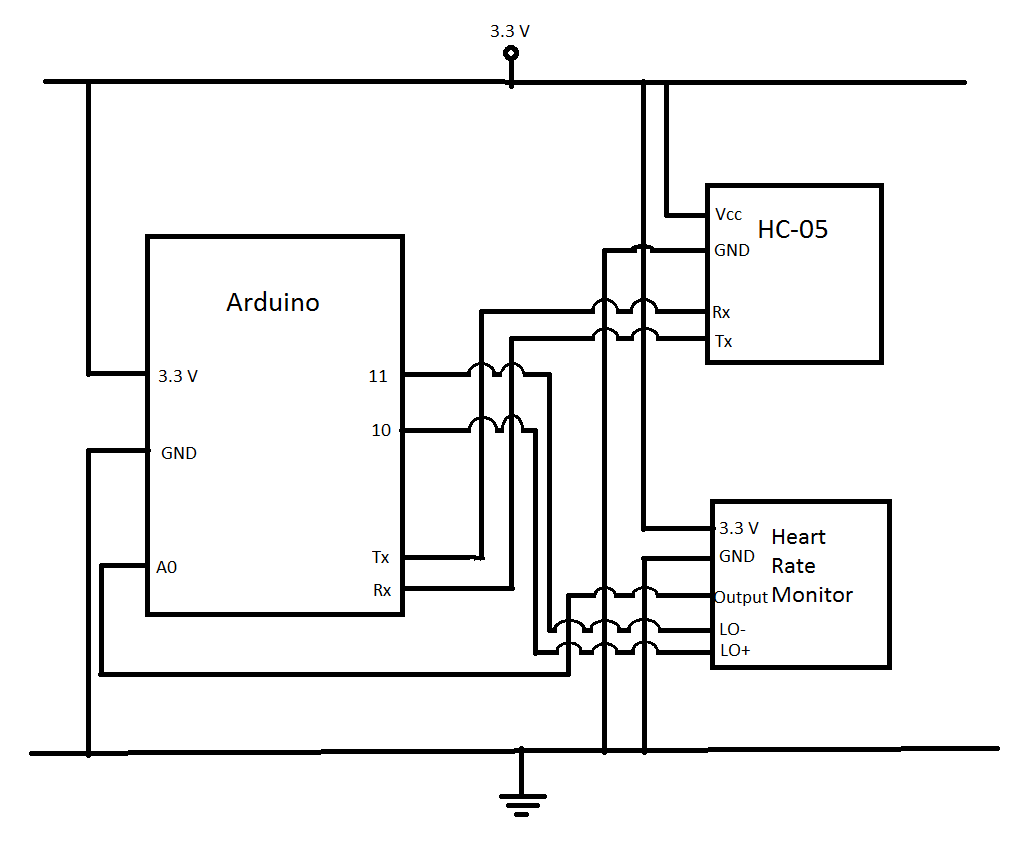 3.3 V
Vcc
HC-05
GND
Rx
Tx
Arduino
3.3 V
11
10
GND
A0
Tx
Rx
3.3 V
Heart
GND
Rate
Output
Monitor
LO-
LO+